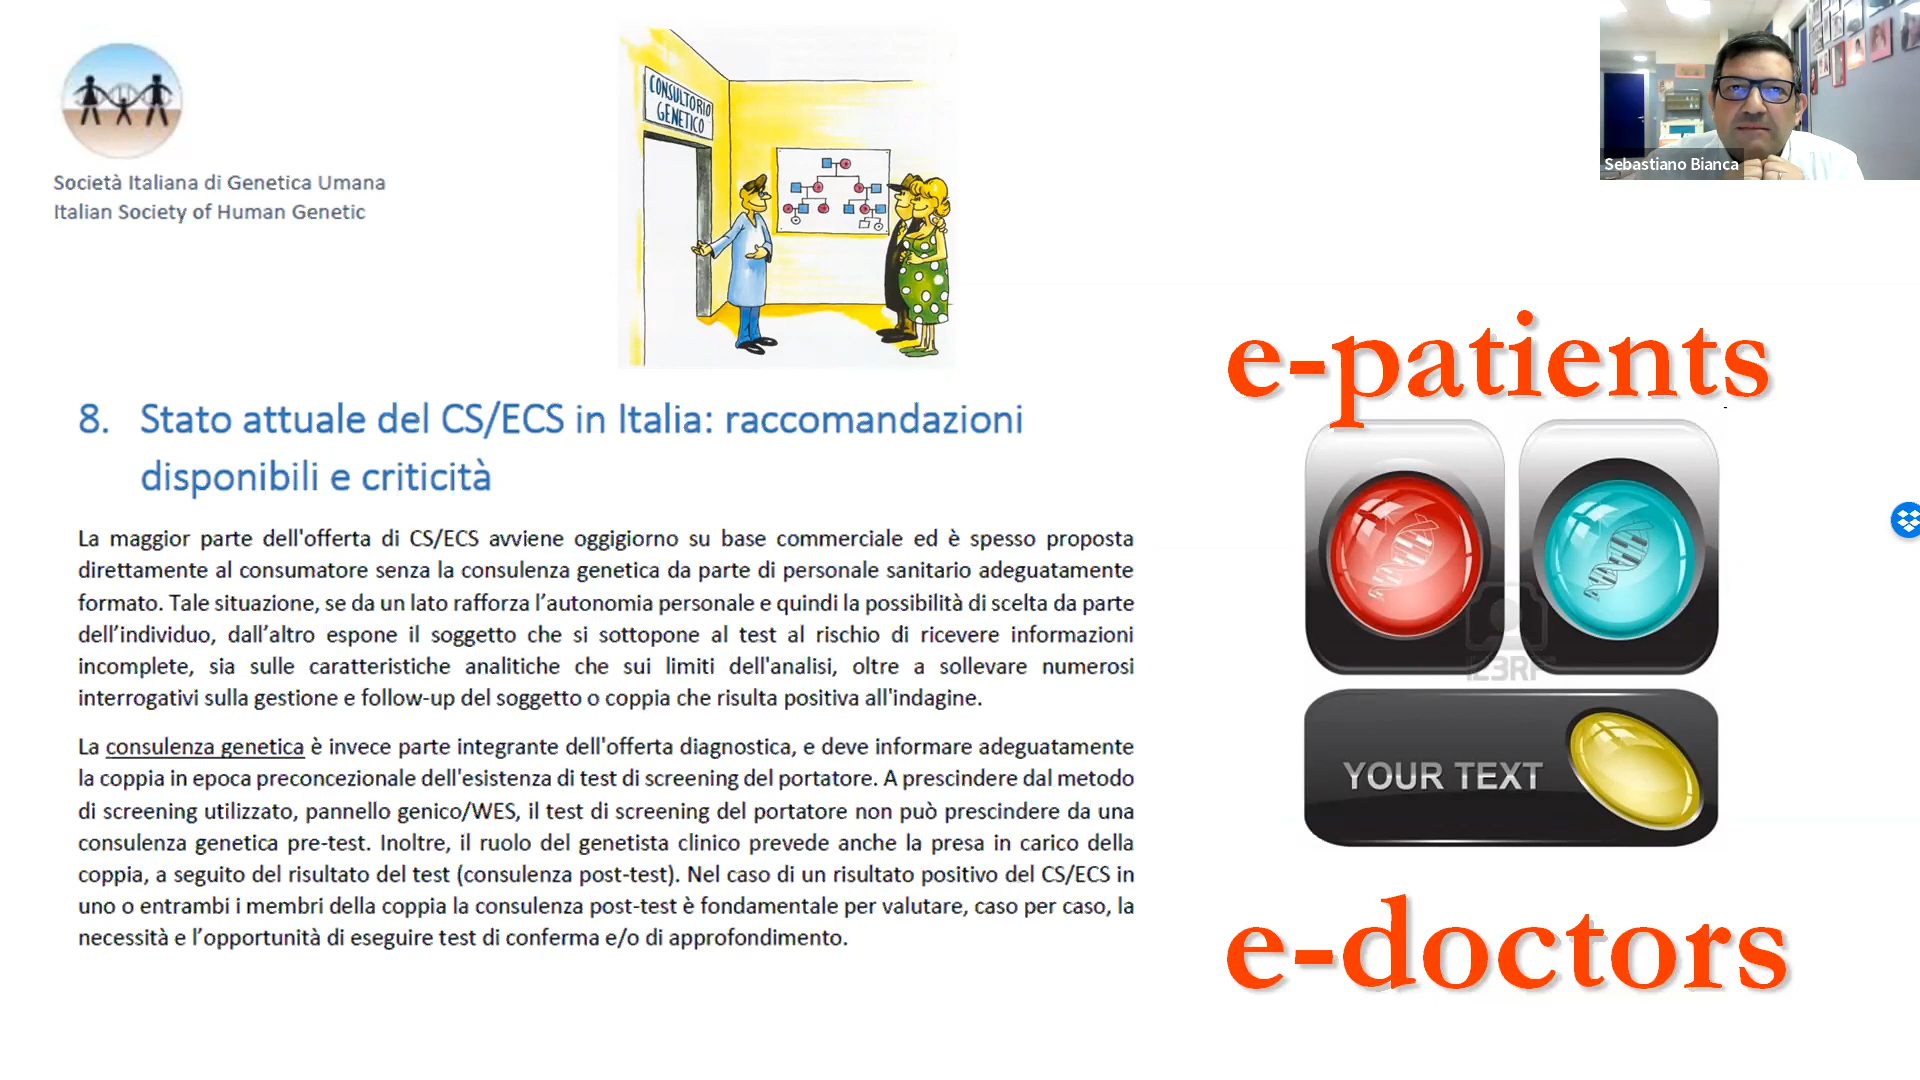 Società Italiana di Genetica Umana
Italian Society of Human Genetic
CONSULTORIO
GENETICO
Sebastiano Bianca
8. Stato attuale del CS/ECS in Italia: raccomandazioni
disponibili e criticità
La maggior parte dell'offerta di CS/ECS avviene oggigiorno su base commerciale ed è spesso proposta
direttamente al consumatore senza la consulenza genetica da parte di personale sanitario adeguatamente
formato. Tale situazione, se da un lato rafforza l’autonomia personale e quindi la possibilità di scelta da parte
dell’individuo, dall’altro espone il soggetto che si sottopone al test al rischio di ricevere informazioni
incomplete, sia sulle caratteristiche analitiche che sui limiti dell'analisi, oltre a sollevare numerosi
interrogativi sulla gestione e follow-up del soggetto o coppia che risulta positiva all'indagine.
La consulenza genetica è invece parte integrante dell'offerta diagnostica, e deve informare adeguatamente
la coppia in epoca preconcezionale dell'esistenza di test di screening del portatore. A prescindere dal metodo
di screening utilizzato, pannello genico/WES, il test di screening del portatore non può prescindere da una
consulenza genetica pre-test. Inoltre, il ruolo del genetista clinico prevede anche la presa in carico della
coppia, a seguito del risultato del test (consulenza post-test). Nel caso di un risultato positivo del CS/ECS in
uno o entrambi i membri della coppia la consulenza post-test è fondamentale per valutare, caso per caso, la
necessità e l’opportunità di eseguire test di conferma e/o di approfondimento.
e-patients
123RF
YOUR TEXT
e-doctors